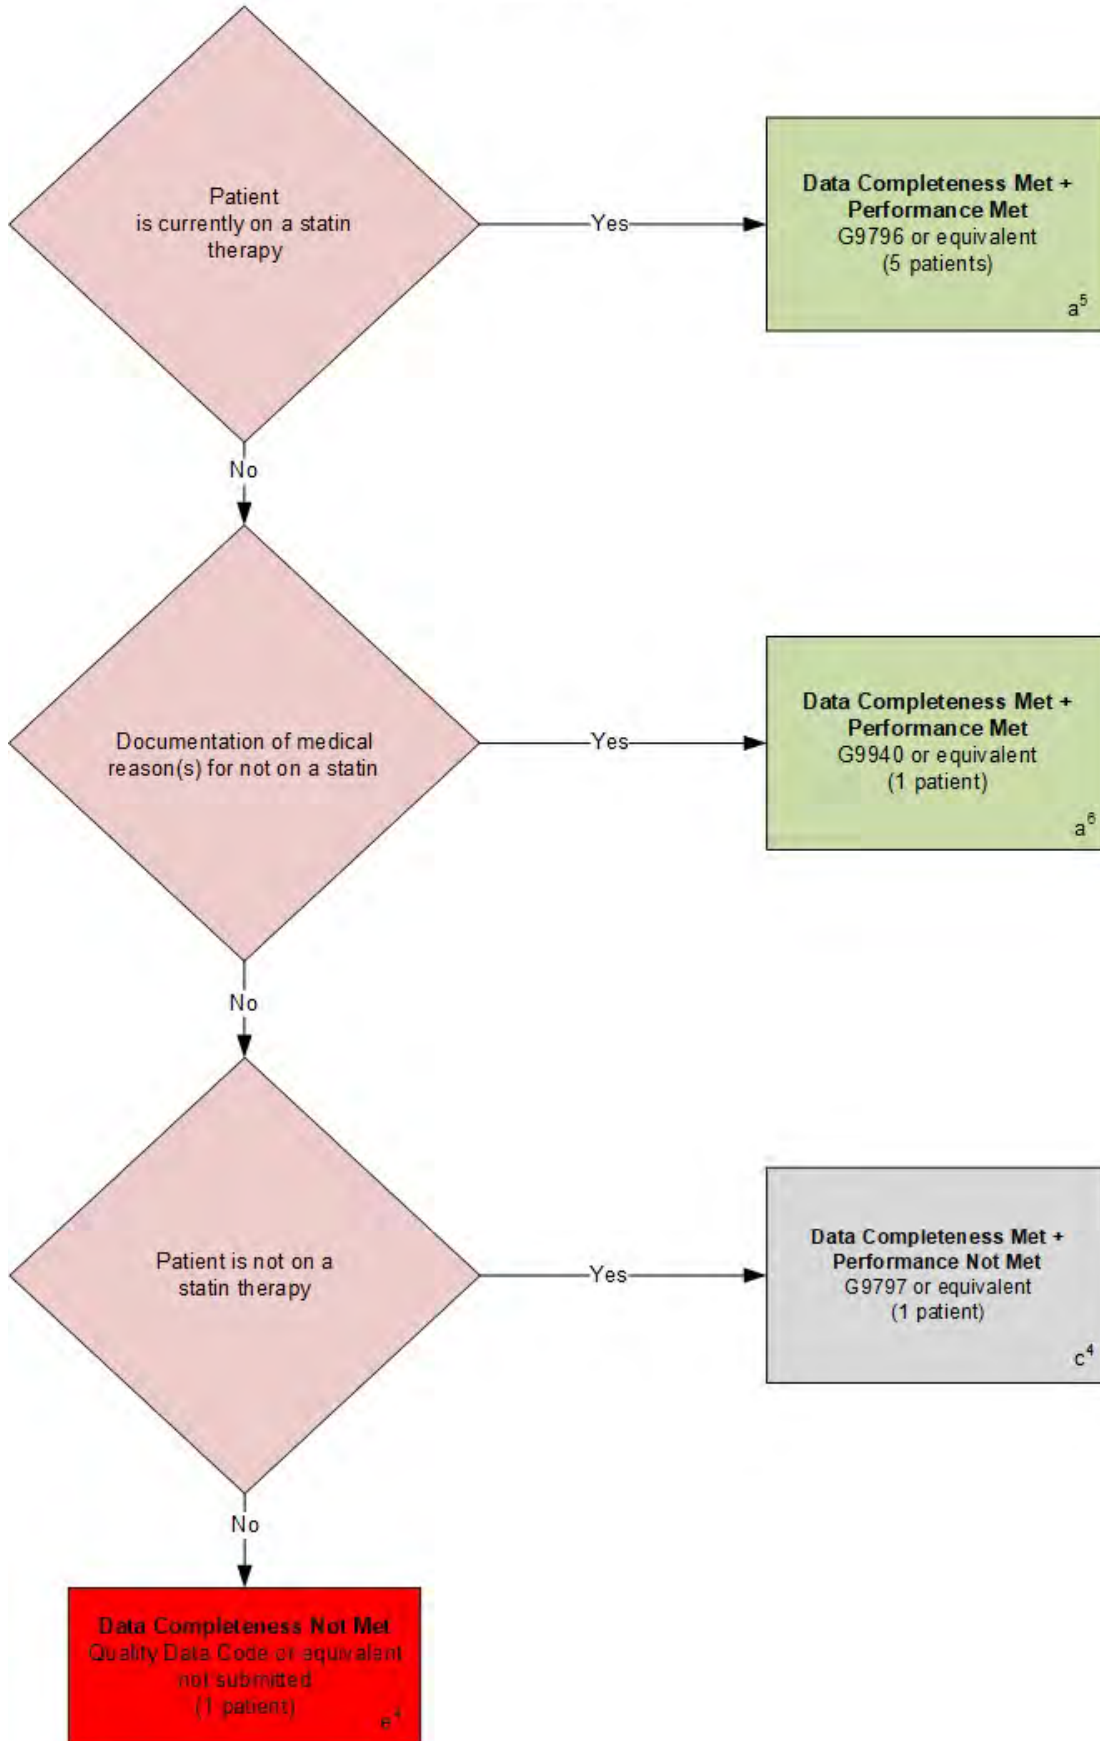 Patient
is currently on a statin
therapy
Yes
Data Completeness Met +
Performance Met
G9796 or equivalent
(5 patients)
a⁵
No
Documentation of medical
reason(s) for not on a statin
Yes
Data Completeness Met +
Performance Met
G9940 or equivalent
(1 patient)
a⁶
No
Patient is not on a
statin therapy
Yes
Data Completeness Met +
Performance Not Met
G9797 or equivalent
(1 patient)
c⁴
No
Data Completeness Not Met
Quality Data Code or equivalent
not submitted
(1 patient)